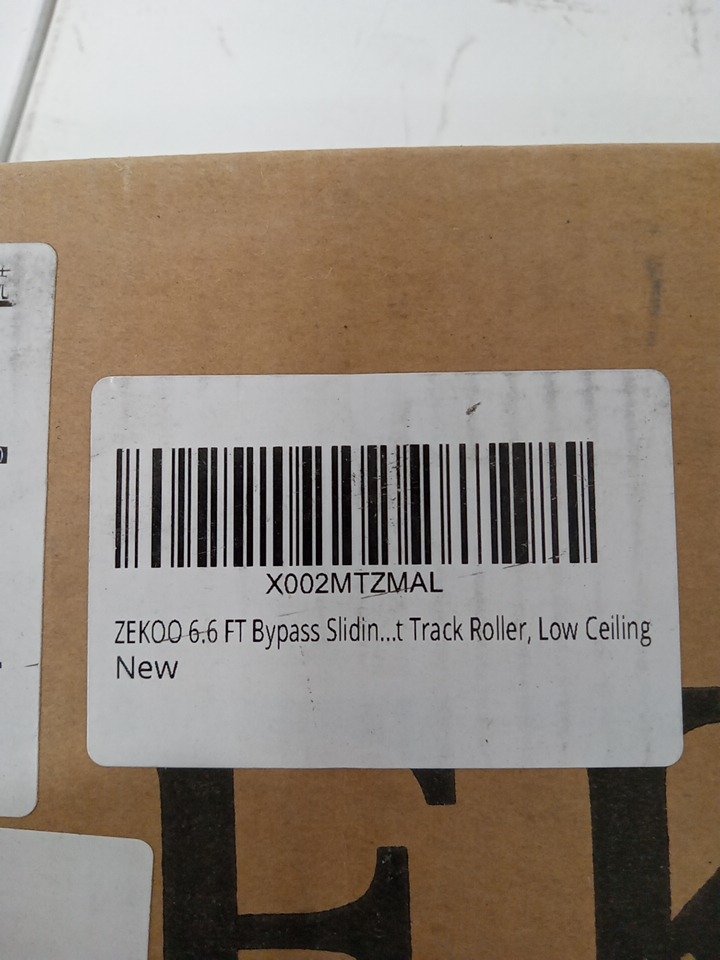 X002MTZMAL
ZEKOO 6.6 FT Bypass Slidin...t Track Roller, Low Ceiling
New